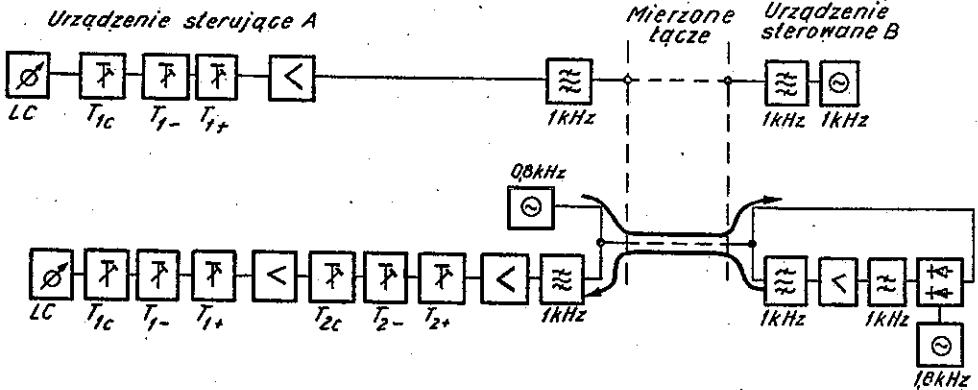 Urządzenie sterujące A
Mierzone
łącze
Urządzenie
sterowane B
LC
T1c
T1-
T1+
1kHz
1kHz
1kHz
0,8kHz
LC
T1c
T1-
T1+
T2c
T2-
T2+
1kHz
1kHz
1kHz
1,8kHz